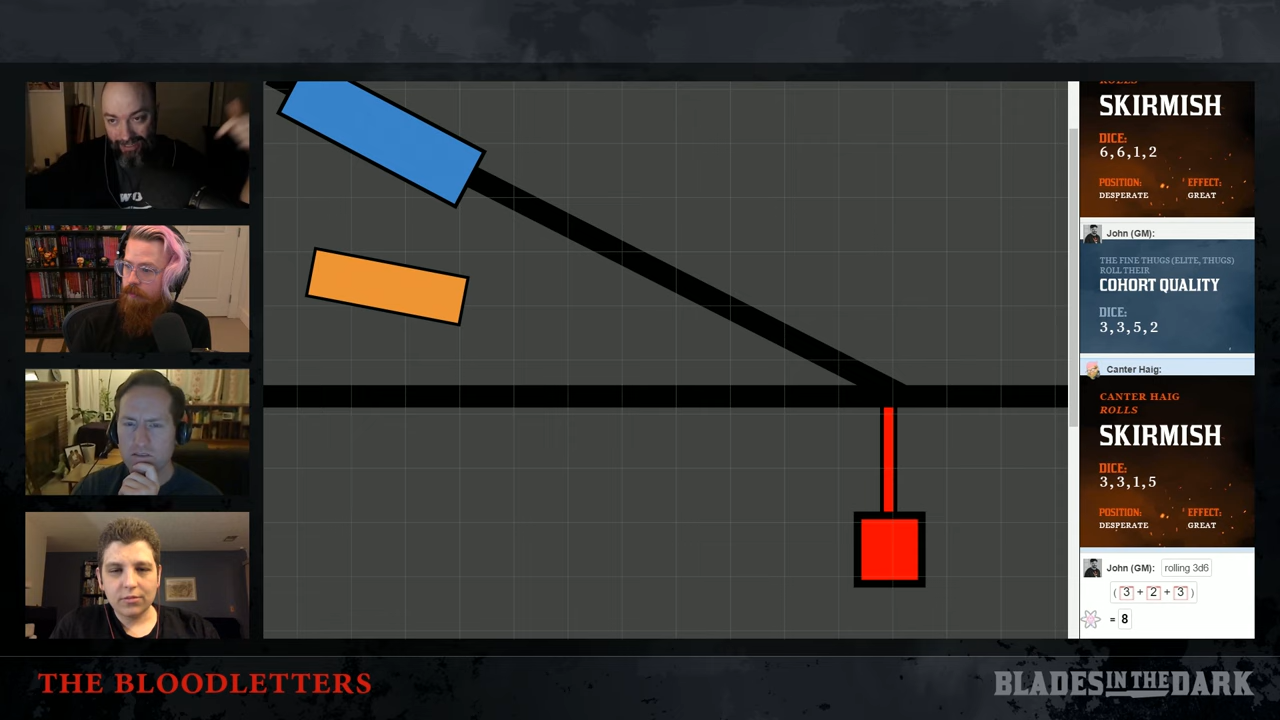 ROLLS
SKIRMISH
DICE:
6,6,1,2
POSITION: EFFECT:
DESPERATE GREAT
John (GM):
THE FINE THUGS (ELITE, THUGS)
ROLL THEIR
COHORT QUALITY
DICE:
3,3,5,2
Canter Haig:
CANTER HAIG
ROLLS
SKIRMISH
DICE:
3,3,1,5
POSITION: EFFECT:
DESPERATE GREAT
John (GM): rolling 3d6
( 3 + 2 + 3 )
= 8
THE BLOODLETTERS
BLADES IN THE DARK